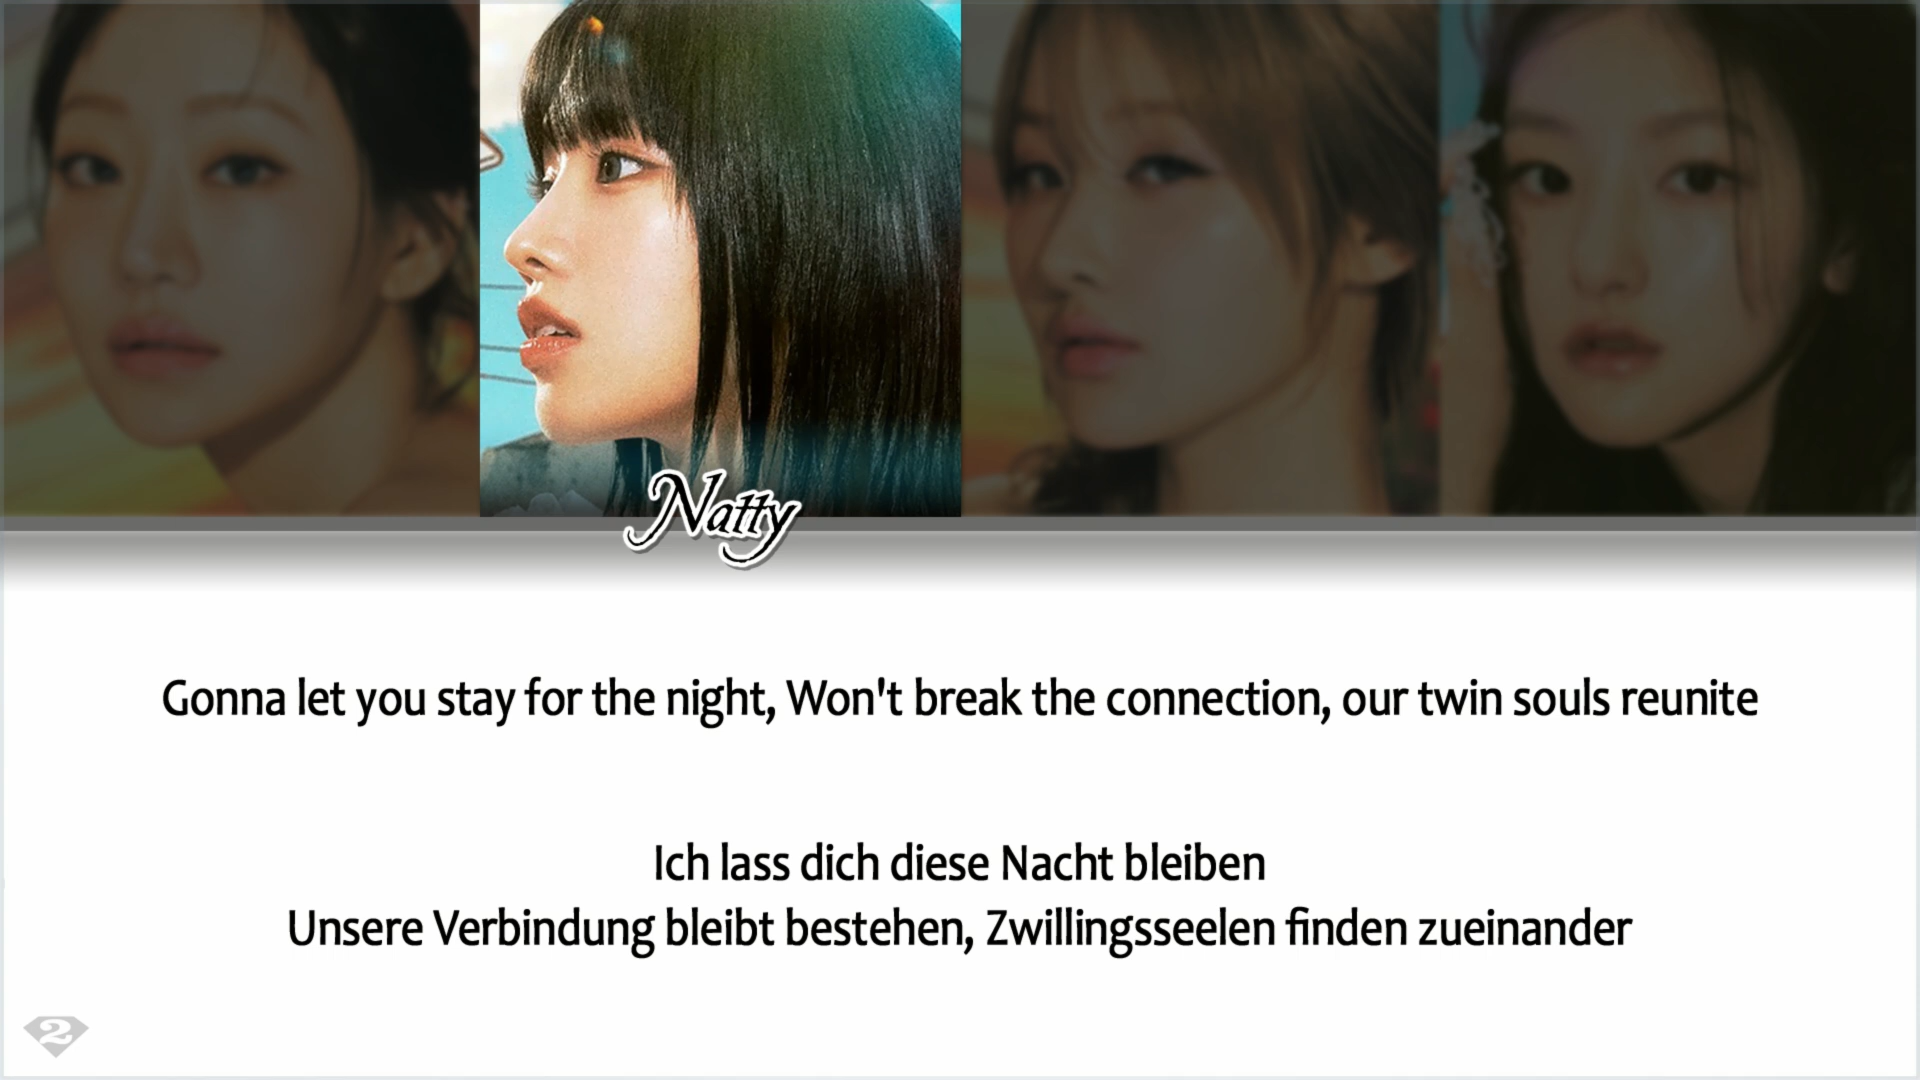 Natty
Gonna let you stay for the night, Won't break the connection, our twin souls reunite
Ich lass dich diese Nacht bleiben
Unsere Verbindung bleibt bestehen, Zwillingsseelen finden zueinander
2